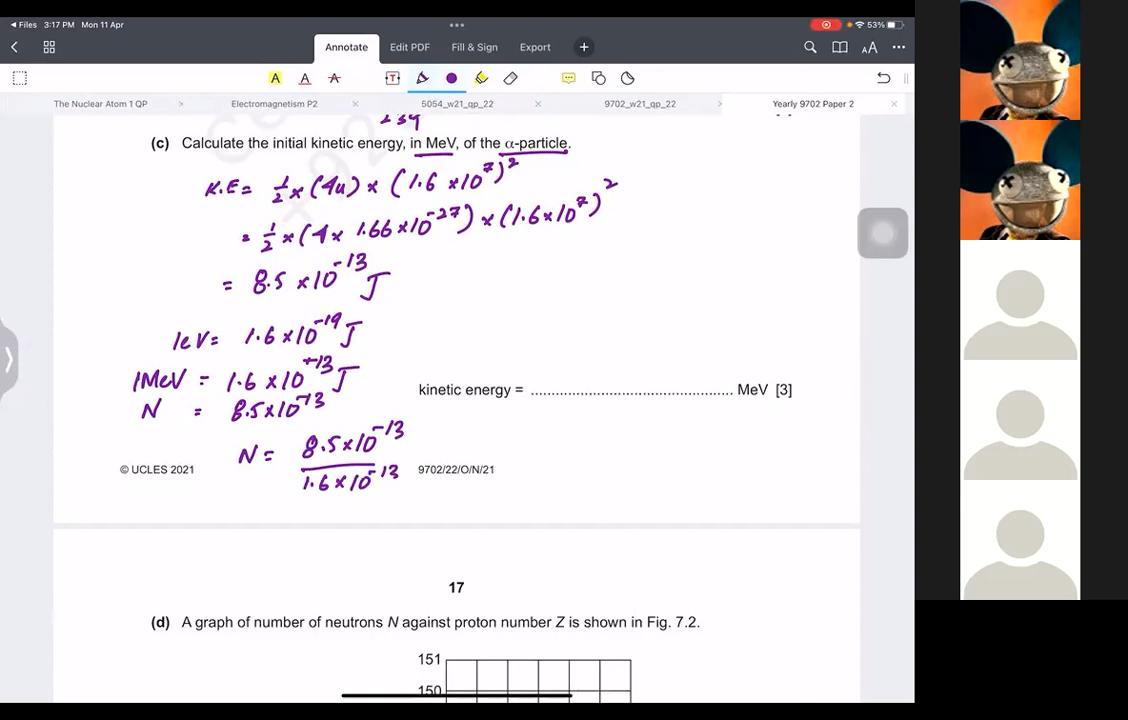 Files 3:17 PM Mon 11 Apr
53%
Annotate Edit PDF Fill & Sign Export
The Nuclear Atom 1 QP Electromagnetism P2 5054_w21_qp_22 9702_w21_qp_22 Yearly 9702 Paper 2
(c) Calculate the initial kinetic energy, in MeV, of the α-particle.
K.E = 1/2 × (4u) × (1.6 × 10^7)^2
= 1/2 × (4 × 1.66 × 10^-27) × (1.6 × 10^7)^2
= 8.5 × 10^-13 J
1eV = 1.6 × 10^-19 J
1MeV = 1.6 × 10^-13 J
kinetic energy = ................................................ MeV [3]
N = 8.5 × 10^-13
N = 8.5 × 10^-13 / 1.6 × 10^-13
© UCLES 2021 9702/22/O/N/21
17
(d) A graph of number of neutrons N against proton number Z is shown in Fig. 7.2.
151
150